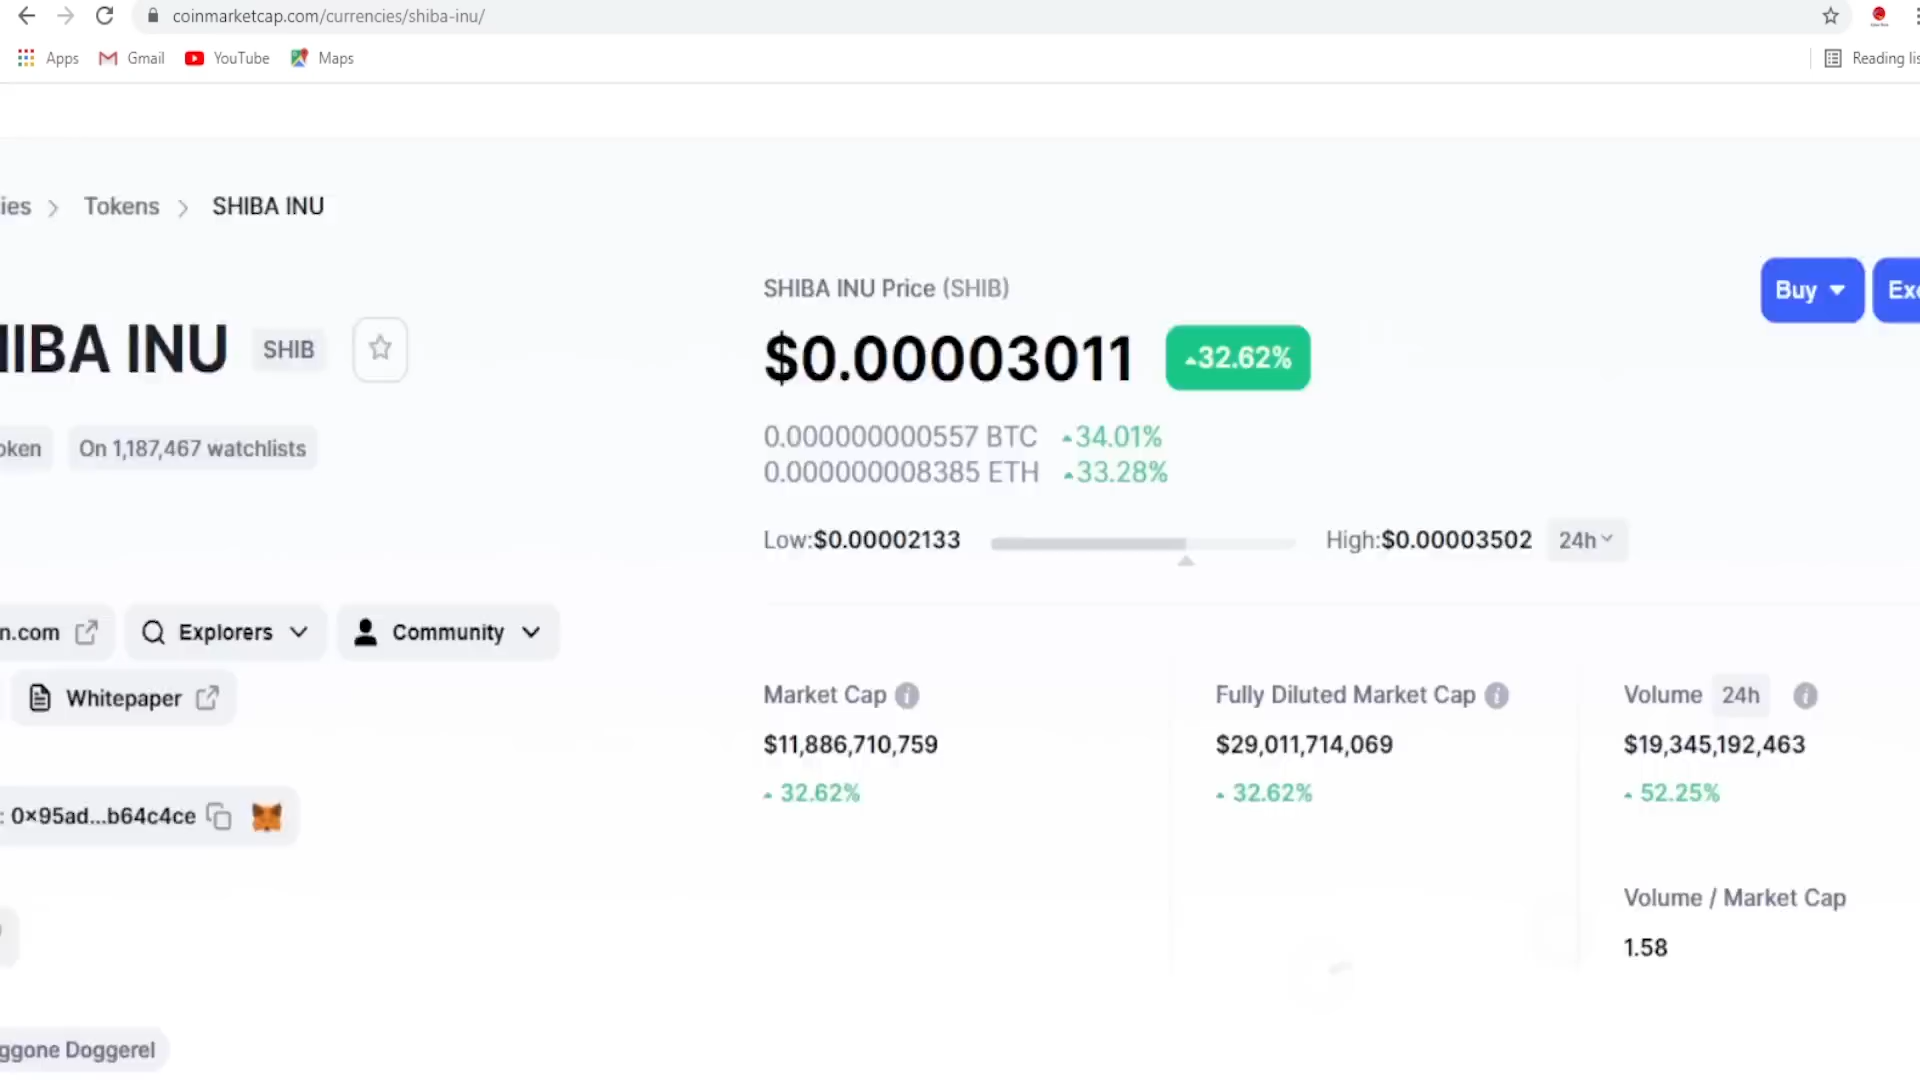 coinmarketcap.com/currencies/shiba-inu/
Apps Gmail YouTube Maps Reading lis
ies > Tokens > SHIBA INU
SHIBA INU Price (SHIB)
Buy Exc
HIBA INU SHIB
$0.00003011 32.62%
0.000000000557 BTC 34.01%
oken On 1,187,467 watchlists
0.000000008385 ETH 33.28%
Low:$0.00002133 High:$0.00003502 24h
n.com Explorers Community
Whitepaper
Market Cap Fully Diluted Market Cap Volume 24h
$11,886,710,759 $29,011,714,069 $19,345,192,463
32.62% 32.62% 52.25%
: 0x95ad...b64c4ce
Volume / Market Cap
1.58
ggone Doggerel